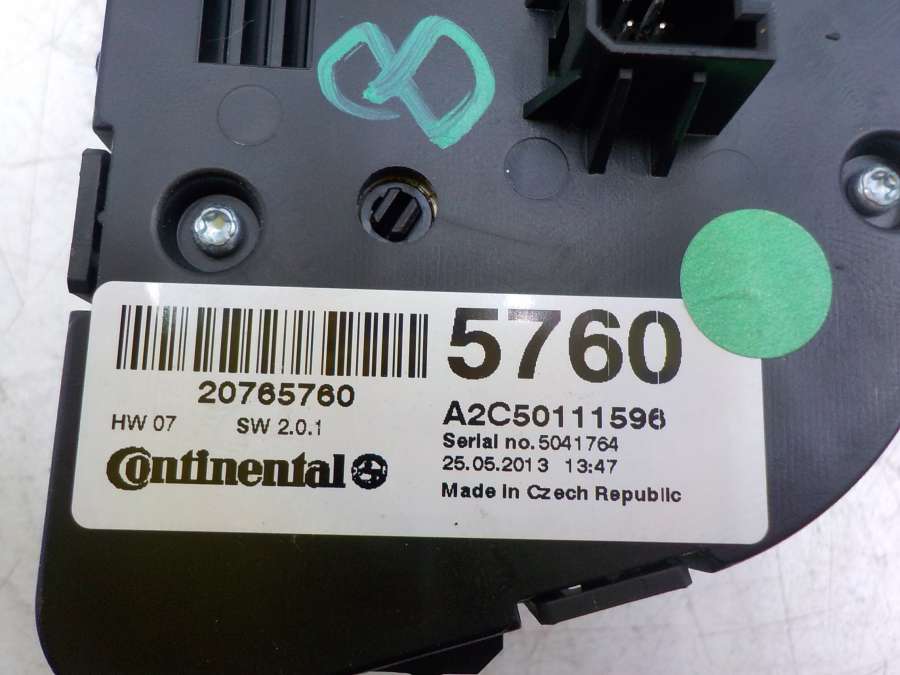 8
20765760
HW 07 SW 2.0.1
Continental
5760
A2C50111596
Serial no.5041764
25.05.2013 13:47
Made in Czech Republic